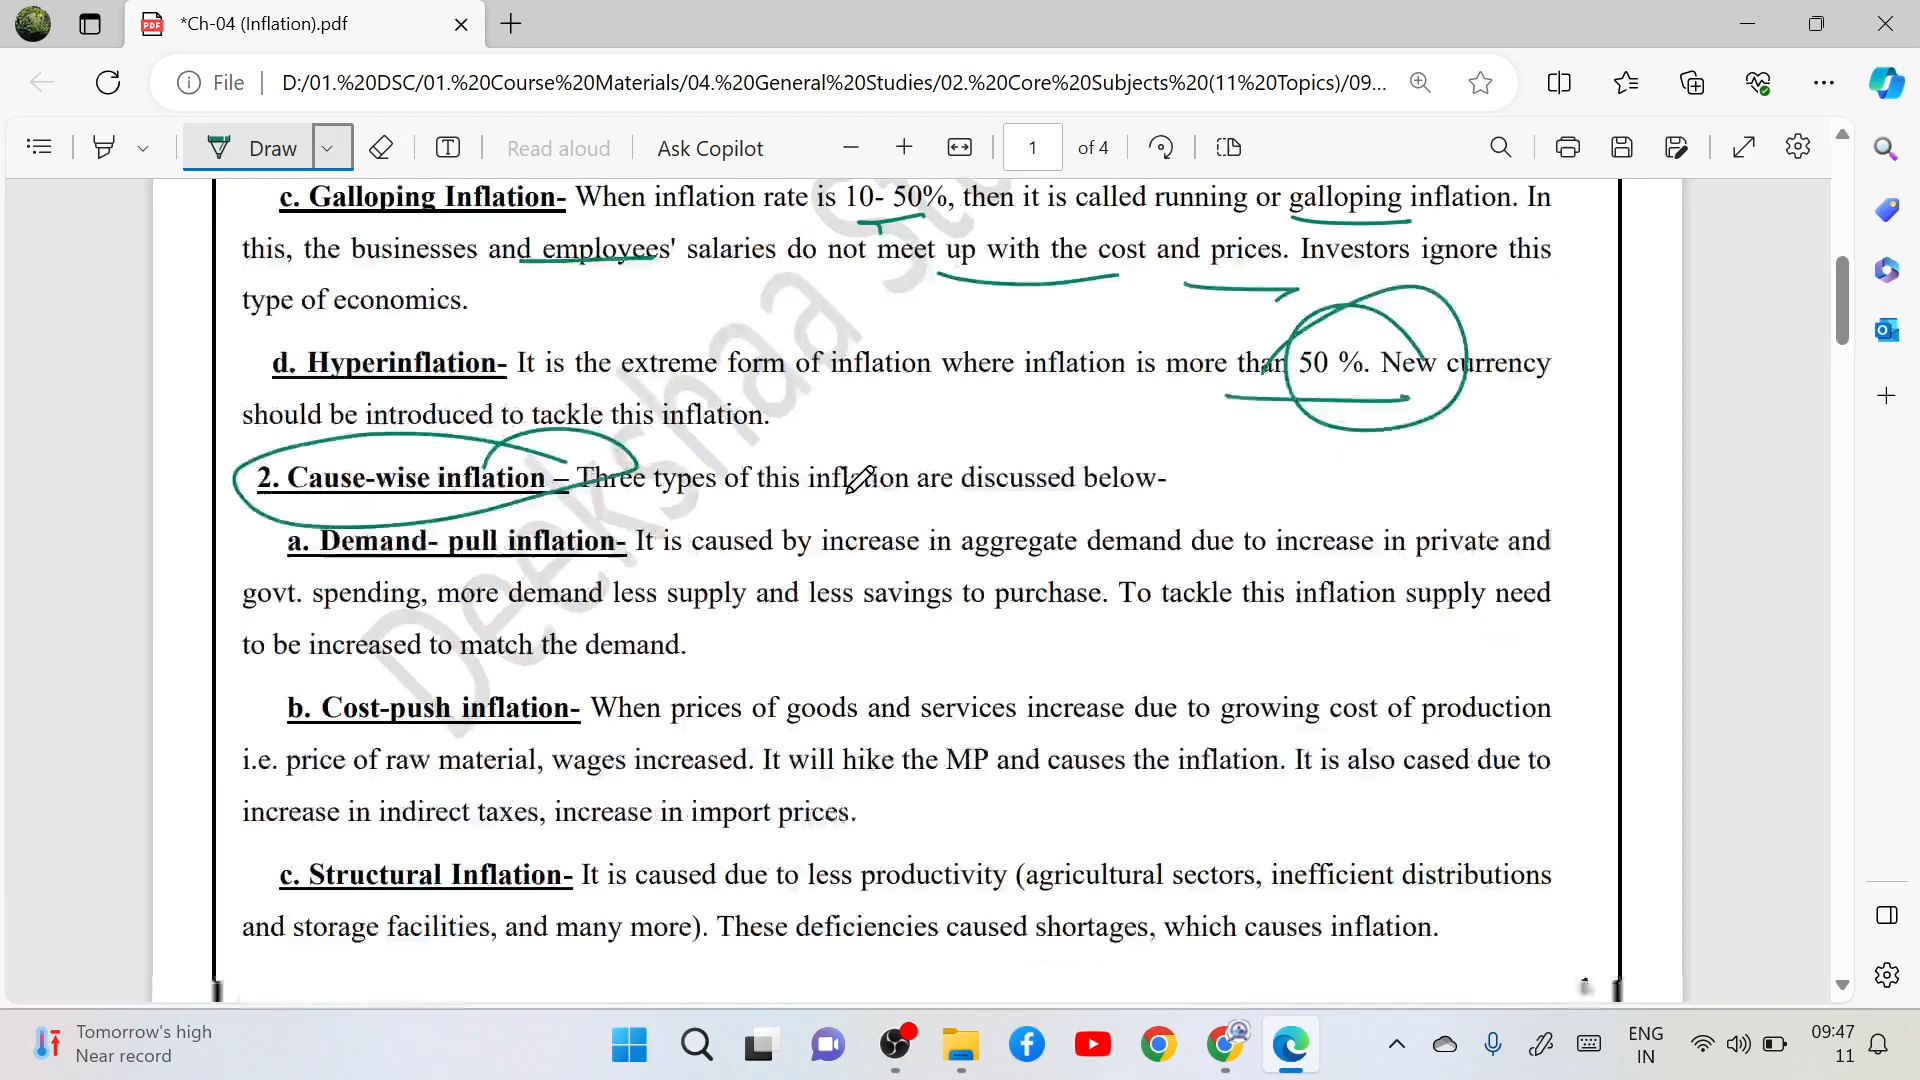 *Ch-04 (Inflation).pdf
File
D:/01.%20DSC/01.%20Course%20Materials/04.%20General%20Studies/02.%20Core%20Subjects%20(11%20Topics)/09...
Draw
Read aloud
Ask Copilot
1
of 4
c. Galloping Inflation- When inflation rate is 10- 50%, then it is called running or galloping inflation. In
this, the businesses and employees' salaries do not meet up with the cost and prices. Investors ignore this
type of economics.
d. Hyperinflation- It is the extreme form of inflation where inflation is more than 50 %. New currency
should be introduced to tackle this inflation.
2. Cause-wise inflation – Three types of this inflation are discussed below-
a. Demand- pull inflation- It is caused by increase in aggregate demand due to increase in private and
govt. spending, more demand less supply and less savings to purchase. To tackle this inflation supply need
to be increased to match the demand.
b. Cost-push inflation- When prices of goods and services increase due to growing cost of production
i.e. price of raw material, wages increased. It will hike the MP and causes the inflation. It is also cased due to
increase in indirect taxes, increase in import prices.
c. Structural Inflation- It is caused due to less productivity (agricultural sectors, inefficient distributions
and storage facilities, and many more). These deficiencies caused shortages, which causes inflation.
Deekshaa
Tomorrow's high
Near record
ENG
IN
09:47
11